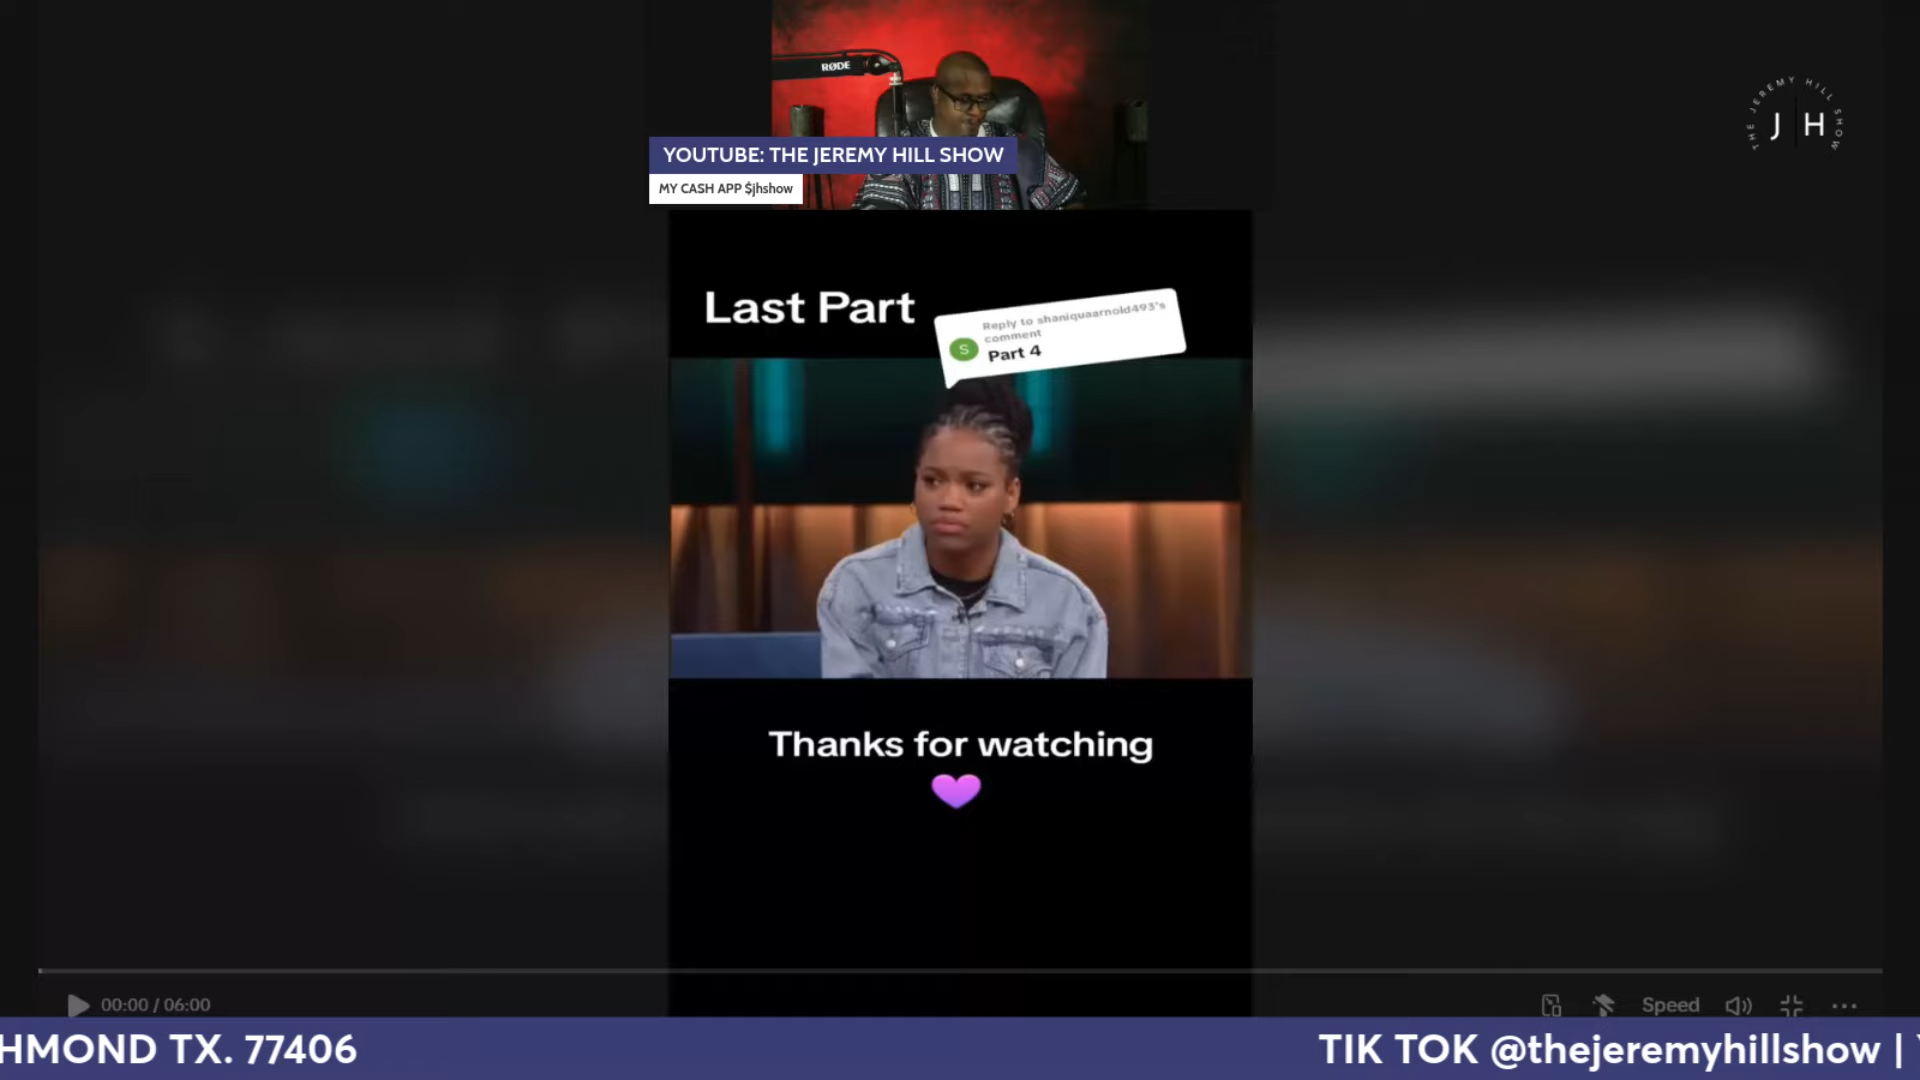 RØDE
THE JEREMY HILL SHOW
J H
YOUTUBE: THE JEREMY HILL SHOW
MY CASH APP $jhshow
Last Part
Reply to shaniquaarnold493's
comment
S
Part 4
Thanks for watching
00:00 / 06:00
Speed
HMOND TX. 77406
TIK TOK @thejeremyhillshow |